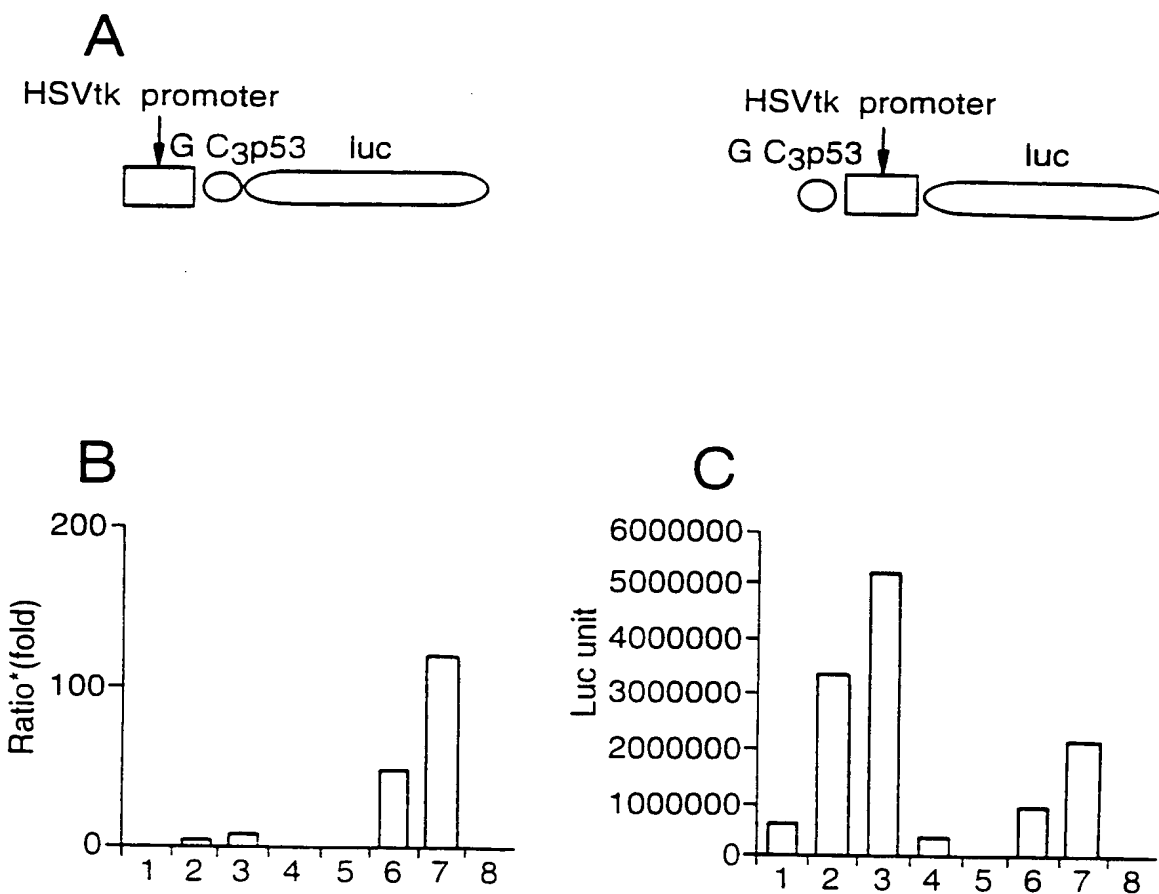 A
HSVtk promoter
G C3p53 luc
HSVtk promoter
G C3p53 luc
B
200
100
0
Ratio*(fold)
1 2 3 4 5 6 7 8
C
6000000
5000000
4000000
3000000
2000000
1000000
0
Luc unit
1 2 3 4 5 6 7 8